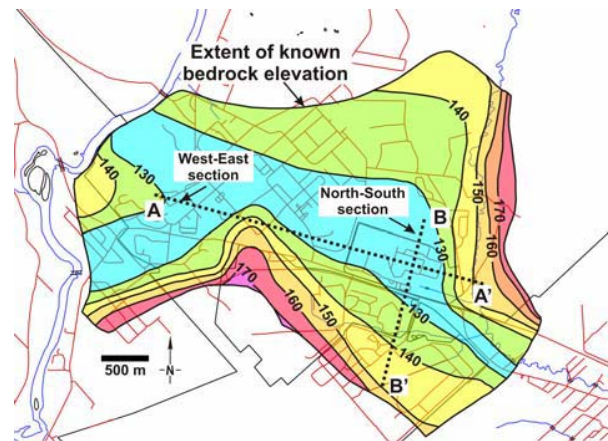 Extent of known
bedrock elevation
140
140
130
West-East
section
North-South
section
150
170
160
A
B
130
A'
170
160
150
130
140
500 m
-N-
B'